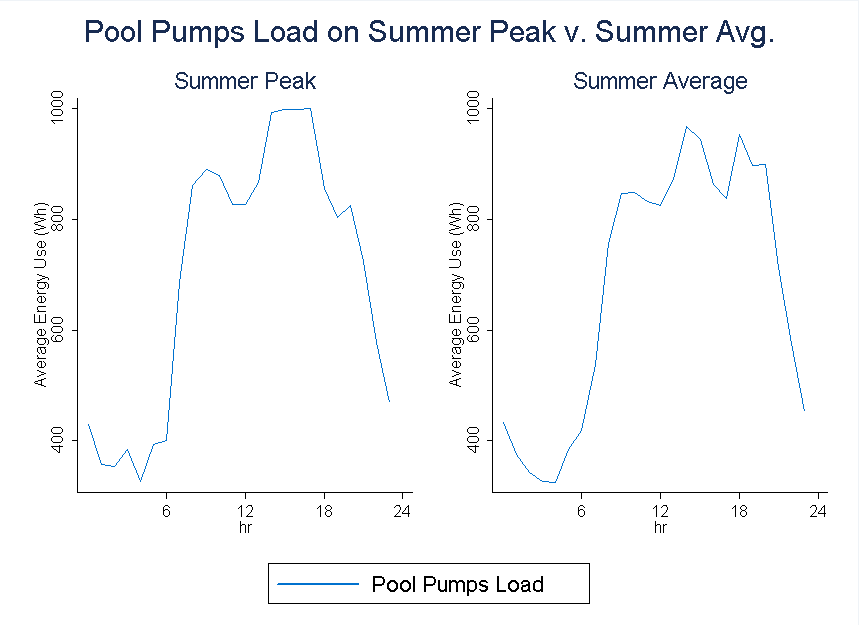 Pool Pumps Load on Summer Peak v. Summer Avg.
Summer Peak
Average Energy Use (Wh)
1000
800
600
400
6 12 18 24
hr
Summer Average
Average Energy Use (Wh)
1000
800
600
400
6 12 18 24
hr
Pool Pumps Load